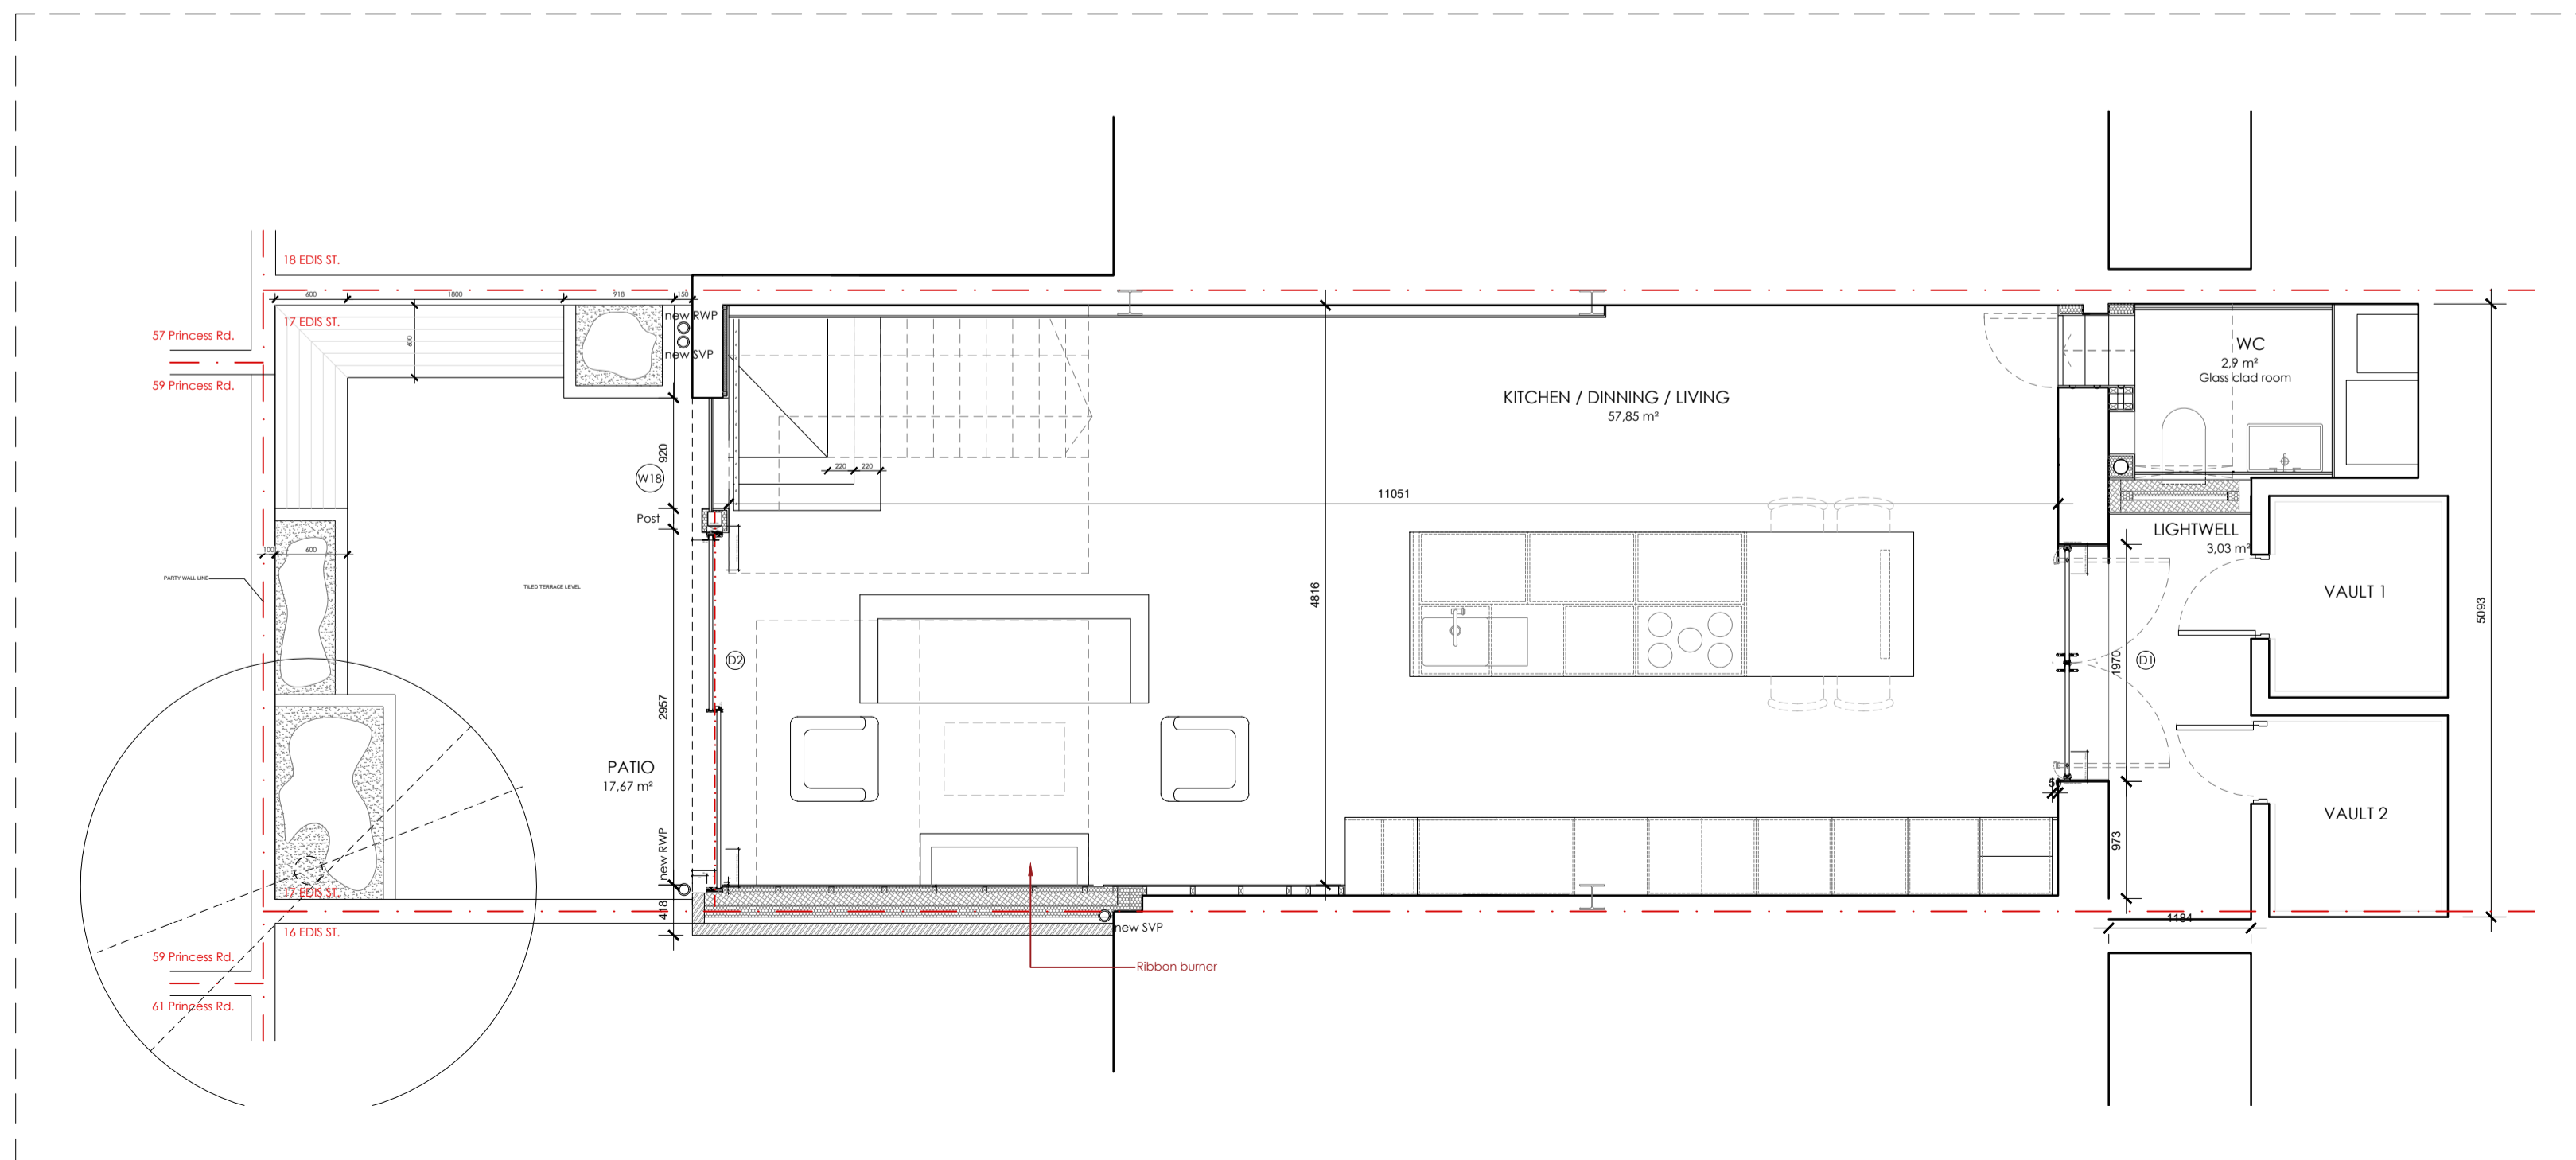 18 EDIS ST.
600
1800
918
150
17 EDIS ST.
new RWP
57 Princess Rd.
600
new SVP
59 Princess Rd.
WC
2,9 m²
Glass clad room
KITCHEN / DINNING / LIVING
57,85 m²
920
W18
220
220
11051
Post
LIGHTWELL
3,03 m²
100
600
PARTY WALL LINE
TILED TERRACE LEVEL
4816
VAULT 1
5093
D2
1970
D1
2957
PATIO
17,67 m²
VAULT 2
new RWP
973
17 EDIS ST.
418
1184
16 EDIS ST.
new SVP
59 Princess Rd.
Ribbon burner
61 Princess Rd.